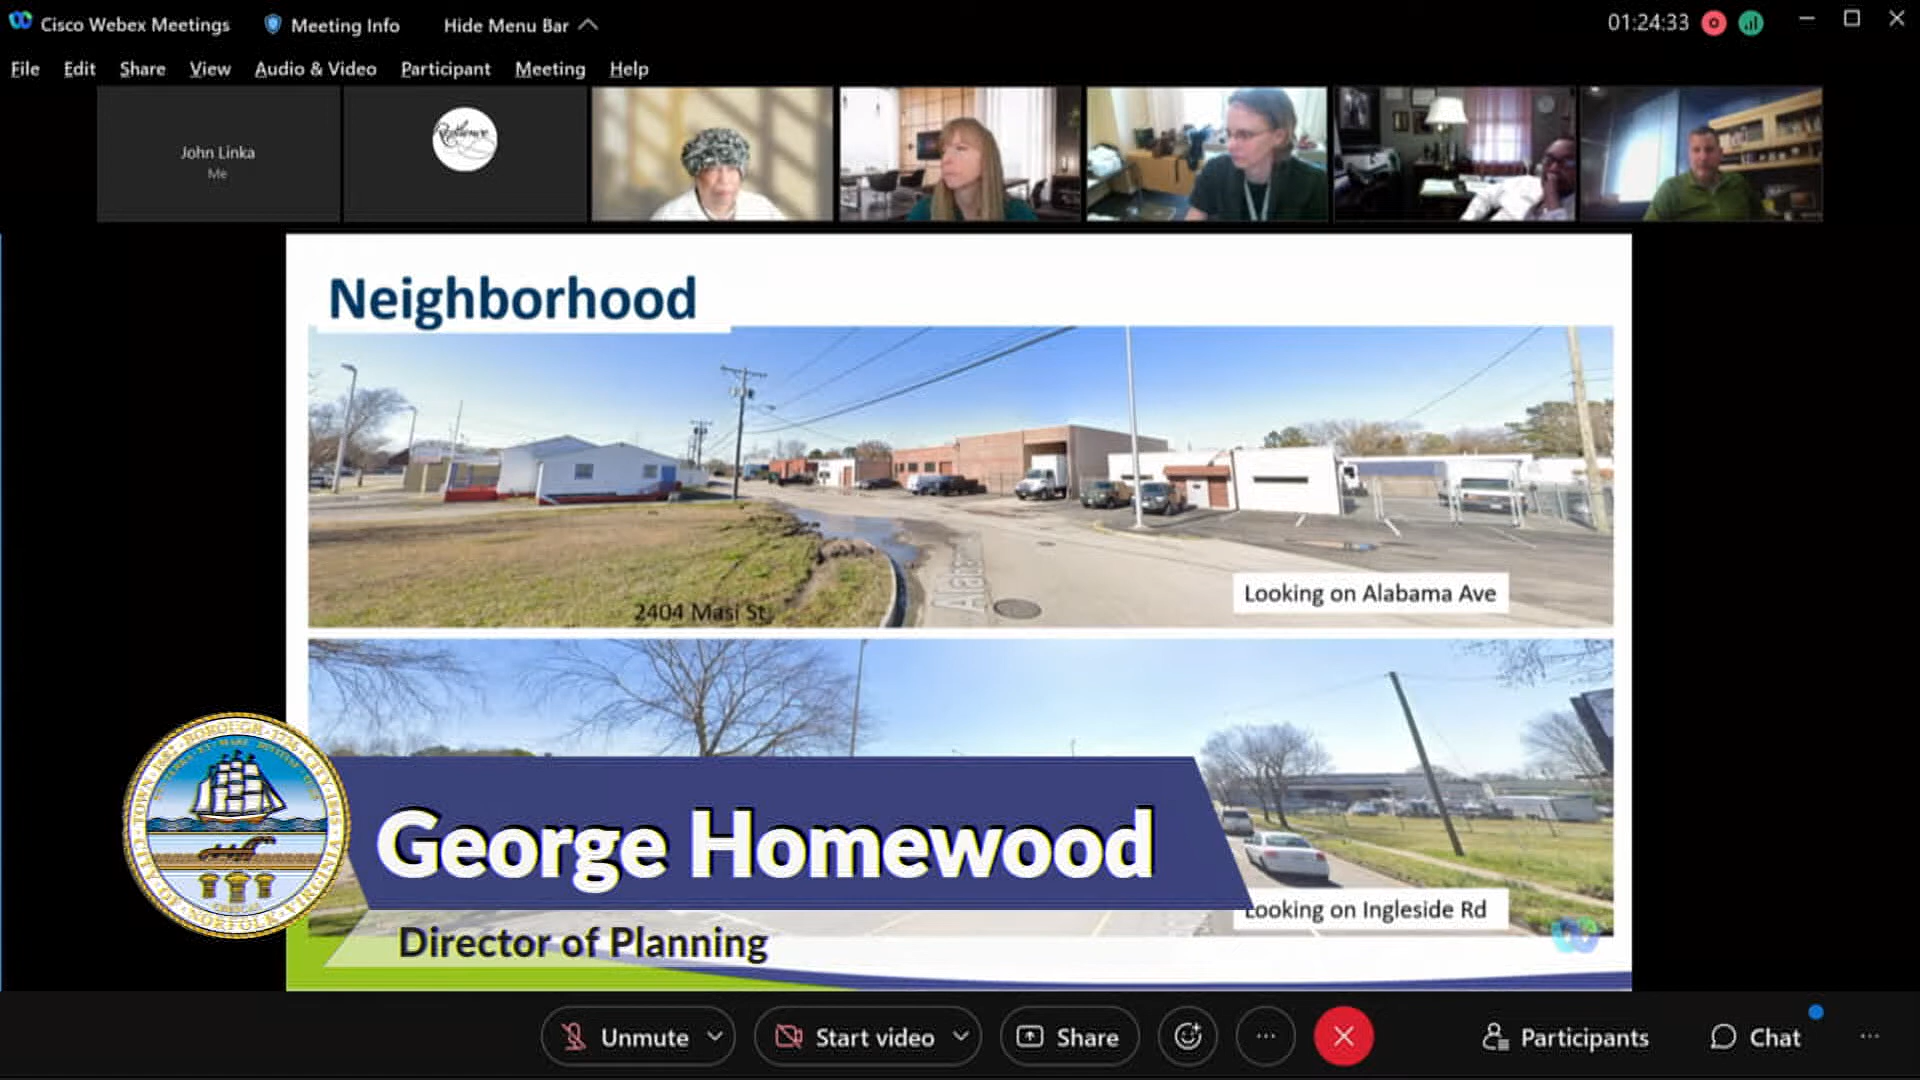 Cisco Webex Meetings
Meeting Info
Hide Menu Bar
01:24:33
File Edit Share View Audio & Video Participant Meeting Help
John Linka
Me
Neighborhood
2404 Masi St
Looking on Alabama Ave
Looking on Ingleside Rd
George Homewood
Director of Planning
Unmute
Start video
Share
Participants
Chat